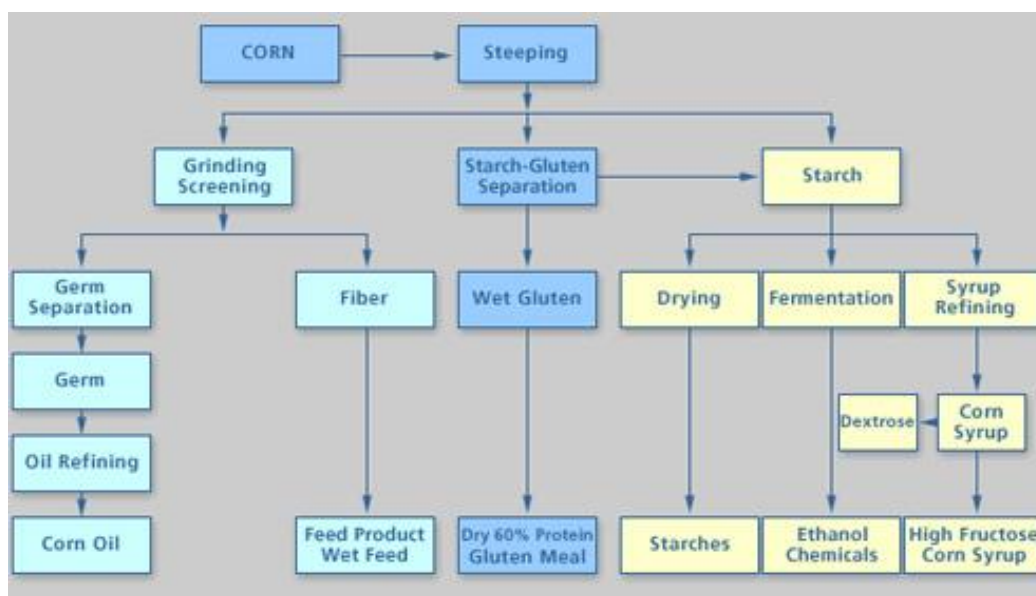 CORN
Steeping
Grinding
Screening
Starch-Gluten
Separation
Starch
Germ
Separation
Fiber
Wet Gluten
Drying
Fermentation
Syrup
Refining
Germ
Dextrose
Corn
Syrup
Oil Refining
Corn Oil
Feed Product
Wet Feed
Dry 60% Protein
Gluten Meal
Starches
Ethanol
Chemicals
High Fructose
Corn Syrup